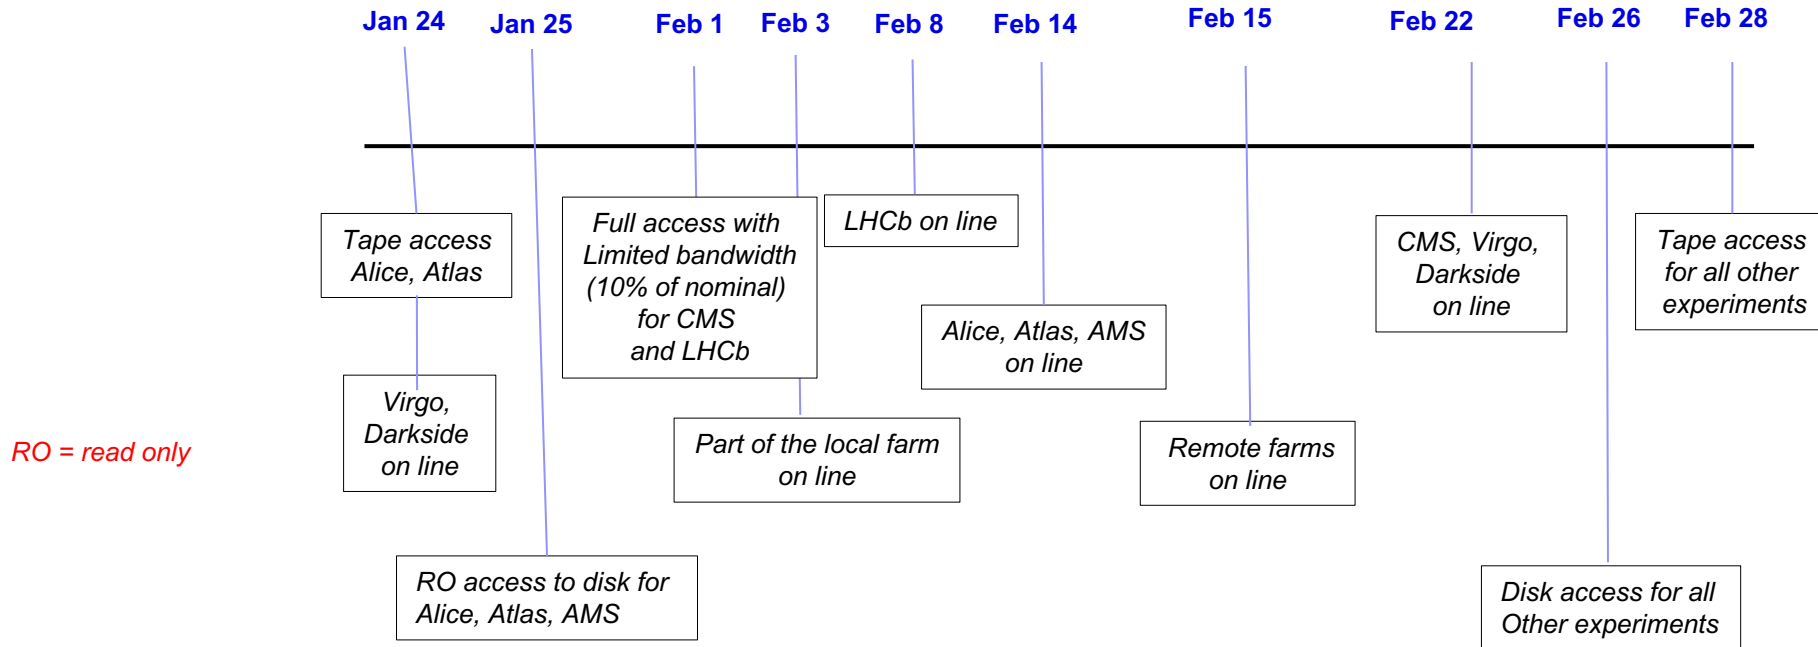 Jan 24
Jan 25
Feb 1
Feb 3
Feb 8
Feb 14
Feb 15
Feb 22
Feb 26
Feb 28
Tape access
Alice, Atlas
Virgo,
Darkside
on line
RO access to disk for
Alice, Atlas, AMS
Full access with
Limited bandwidth
(10% of nominal)
for CMS
and LHCb
Part of the local farm
on line
LHCb on line
Alice, Atlas, AMS
on line
Remote farms
on line
CMS, Virgo,
Darkside
on line
Disk access for all
Other experiments
Tape access
for all other
experiments
RO = read only